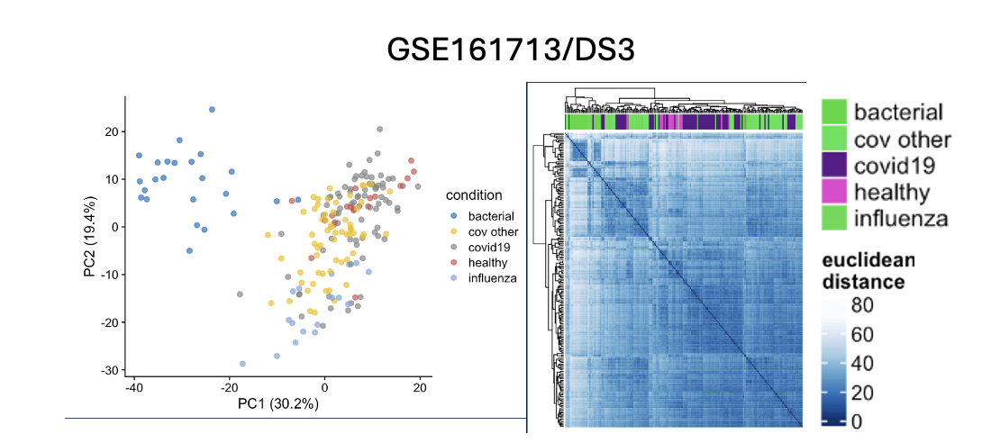 GSE161713/DS3
20
10
0
-10
-20
-30
PC2 (19.4%)
-40
-20
0
20
PC1 (30.2%)
condition
bacterial
cov other
covid19
healthy
influenza
bacterial
cov other
covid19
healthy
influenza
euclidean
distance
80
60
40
20
0